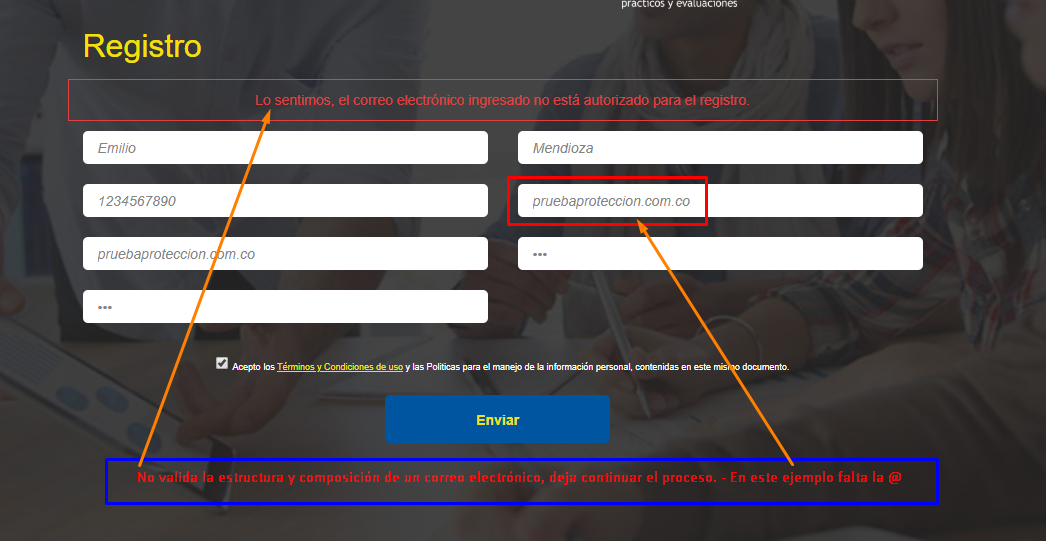 prácticos y evaluaciones
Registro
Lo sentimos, el correo electrónico ingresado no está autorizado para el registro.
Emilio
Mendoza
1234567890
pruebaproteccion.com.co
pruebaproteccion.com.co
•••
•••
Acepto los Términos y Condiciones de uso y las Politicas para el manejo de la información personal, contenidas en este mismo documento.
Enviar
No valida la estructura y composición de un correo electrónico, deja continuar el proceso. - En este ejemplo falta la @